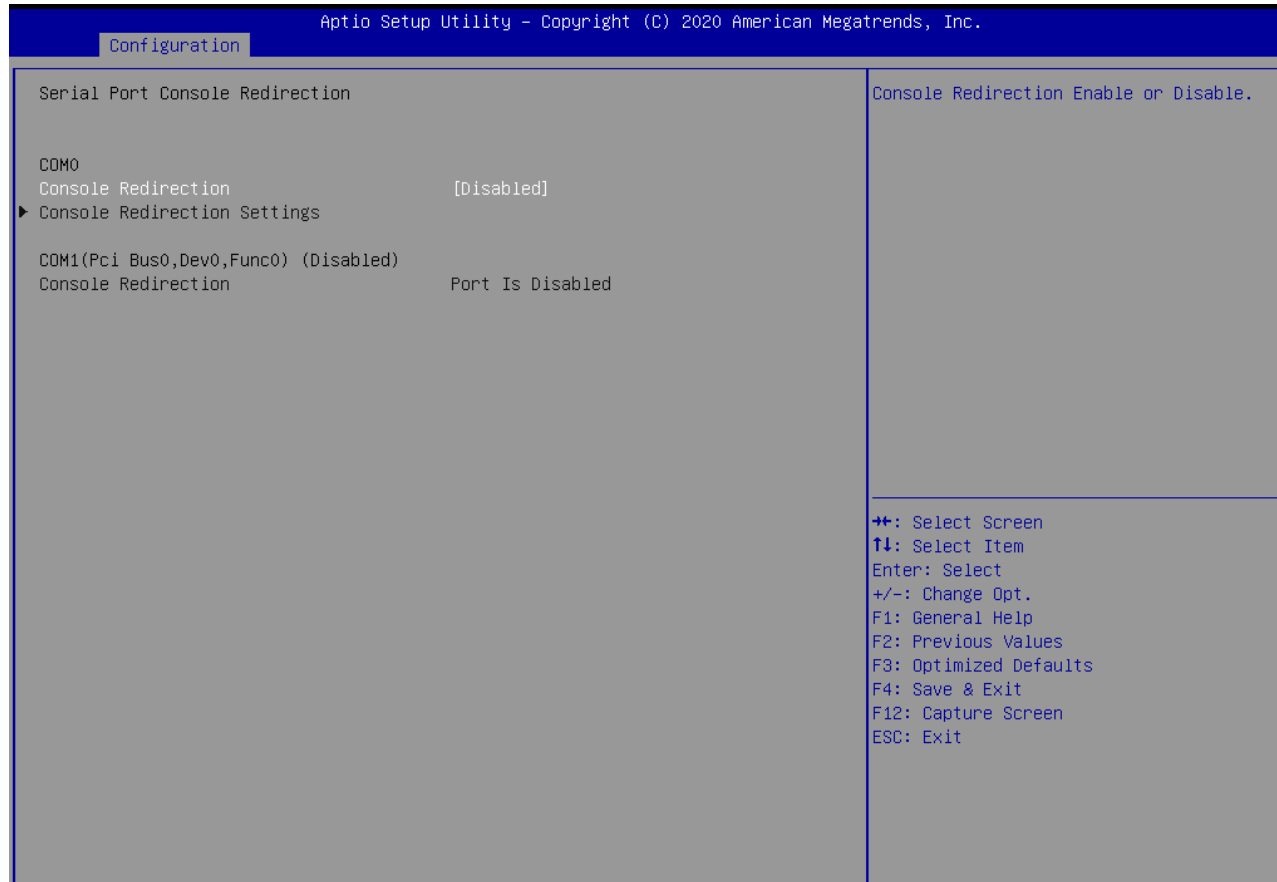 Aptio Setup Utility – Copyright (C) 2020 American Megatrends, Inc.
Configuration
Serial Port Console Redirection
COM0
Console Redirection [Disabled]
▶ Console Redirection Settings
COM1(Pci Bus0,Dev0,Func0) (Disabled)
Console Redirection Port Is Disabled
Console Redirection Enable or Disable.
→←: Select Screen
↑↓: Select Item
Enter: Select
+/-: Change Opt.
F1: General Help
F2: Previous Values
F3: Optimized Defaults
F4: Save & Exit
F12: Capture Screen
ESC: Exit